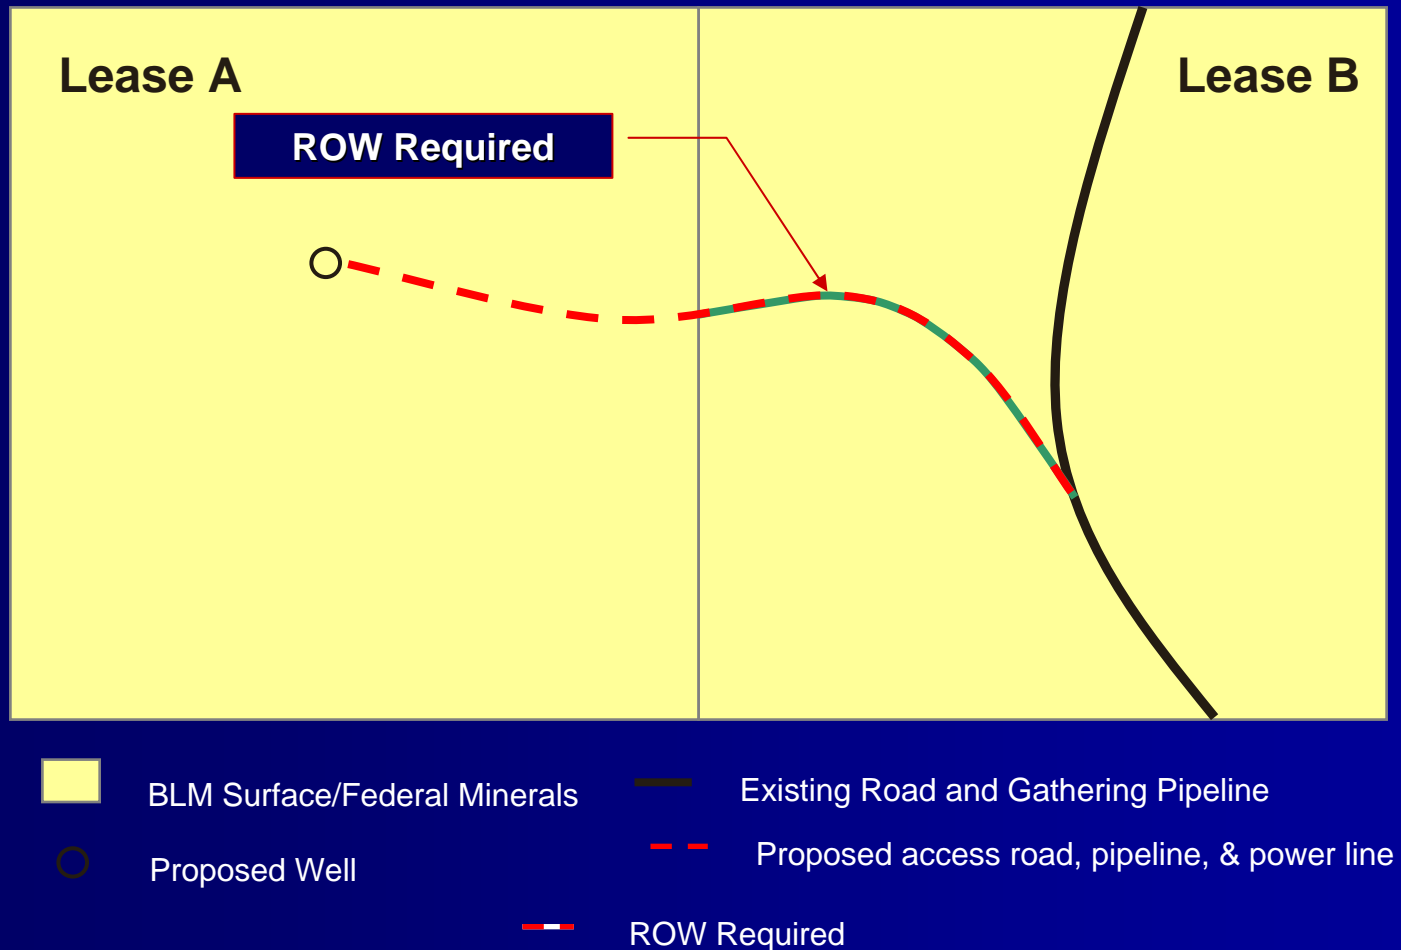 Lease A
Lease B
ROW Required
BLM Surface/Federal Minerals
Existing Road and Gathering Pipeline
Proposed Well
Proposed access road, pipeline, & power line
ROW Required